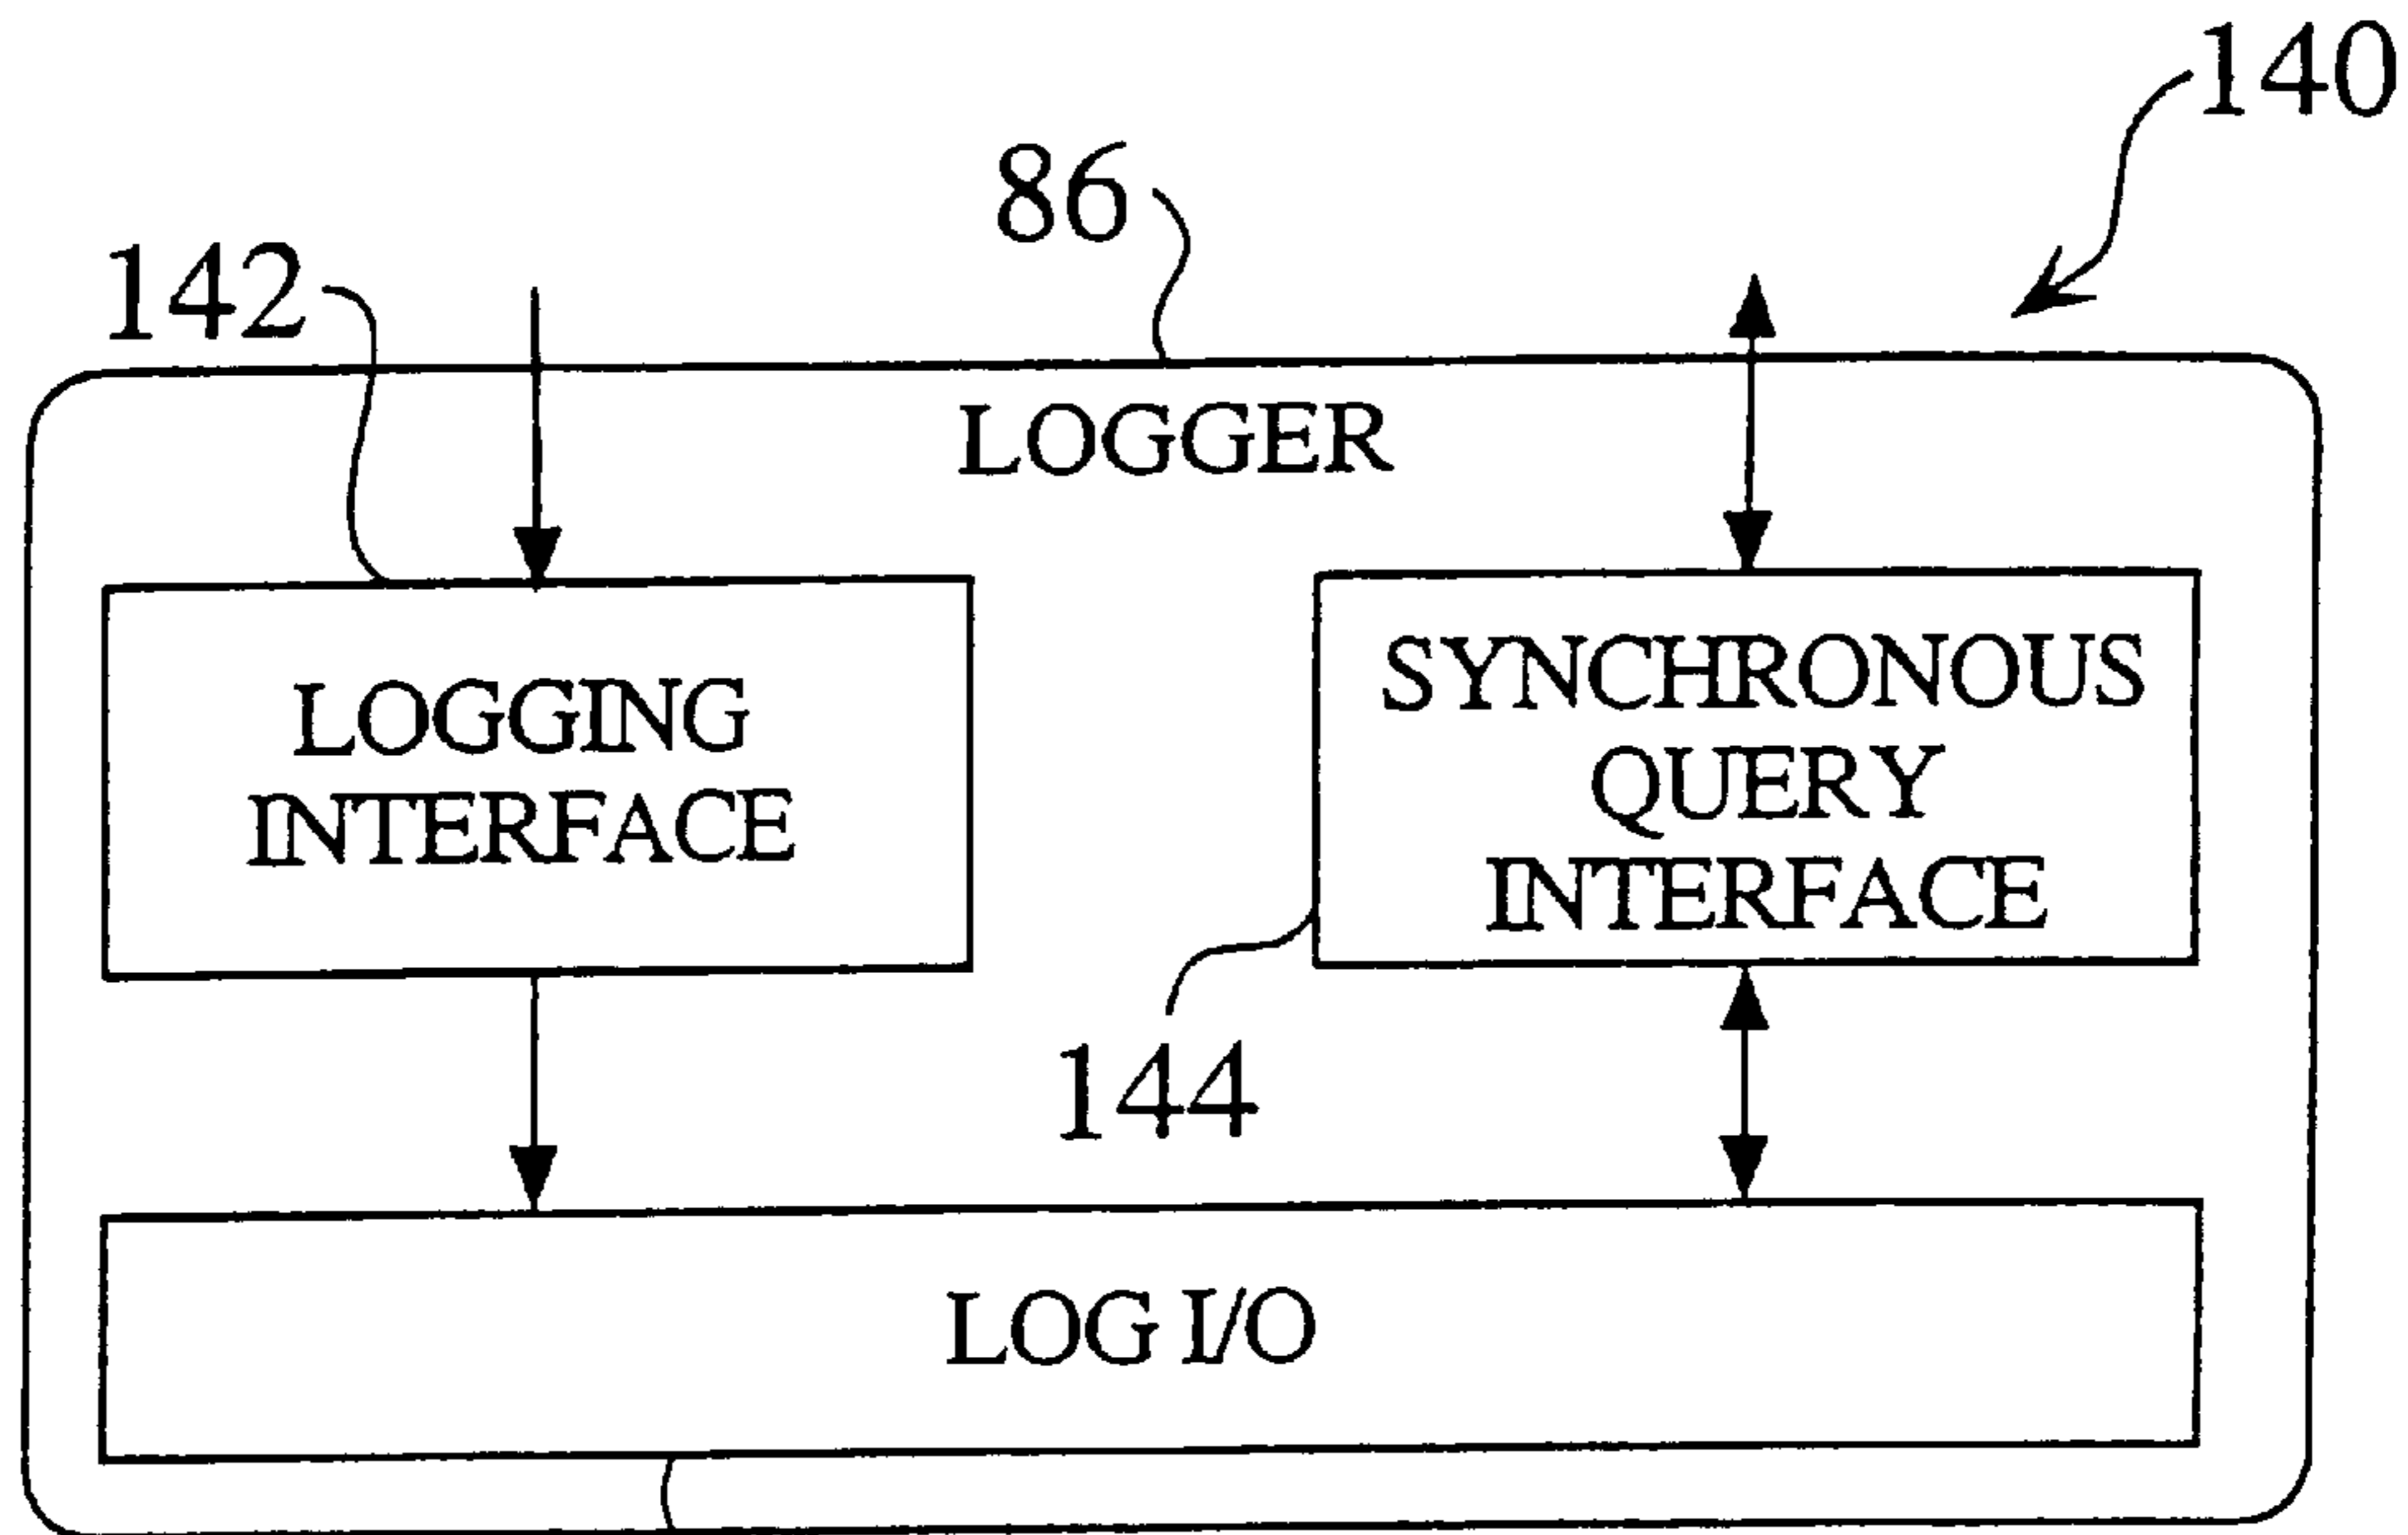 140
86
142
LOGGER
LOGGING
INTERFACE
SYNCHRONOUS
QUERY
INTERFACE
144
LOG I/O